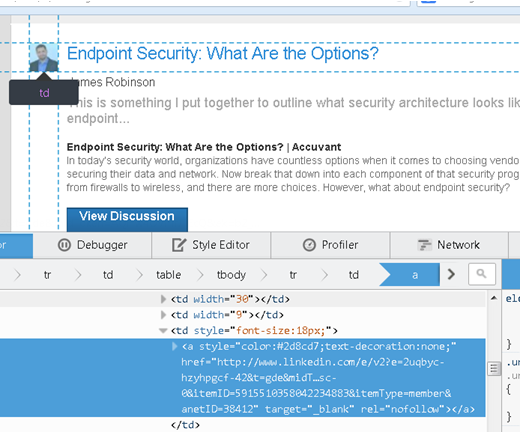 Endpoint Security: What Are the Options?
td
James Robinson
This is something I put together to outline what security architecture looks lik
endpoint...
Endpoint Security: What Are the Options? | Accuvant
In today's security world, organizations have countless options when it comes to choosing vendo
securing their data and network. Now break that down into each component of that security prog
from firewalls to wireless, and there are more choices. However, what about endpoint security?
View Discussion
or Debugger Style Editor Profiler Network
tr td table tbody tr td a
<td width="30"></td>
<td width="9"></td>
<td style="font-size:18px;">
<a style="color:#2d8cd7;text-decoration:none;"
href="http://www.linkedin.com/e/v2?e=2uqbyc-
hzyhpgcf-42&t=gde&midT…sc-
0&itemID=5915510358042234883&itemType=member&
anetID=38412" target="_blank" rel="nofollow"></a>
</td>
ele
}
.un
.un
{
}